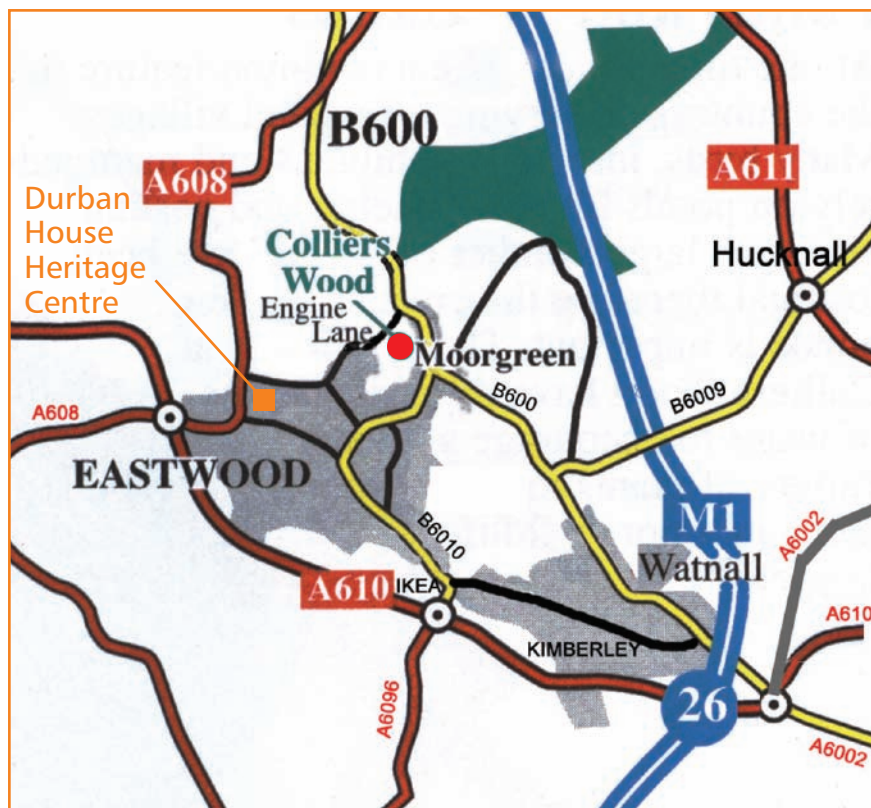 B600
A608
A611
Durban
House
Heritage
Centre
Colliers
Wood
Engine
Lane
Hucknall
Moorgreen
B600
B6009
A608
EASTWOOD
M1
A6002
Watnall
B6010
A610
IKEA
A610
KIMBERLEY
A6096
26
A6002